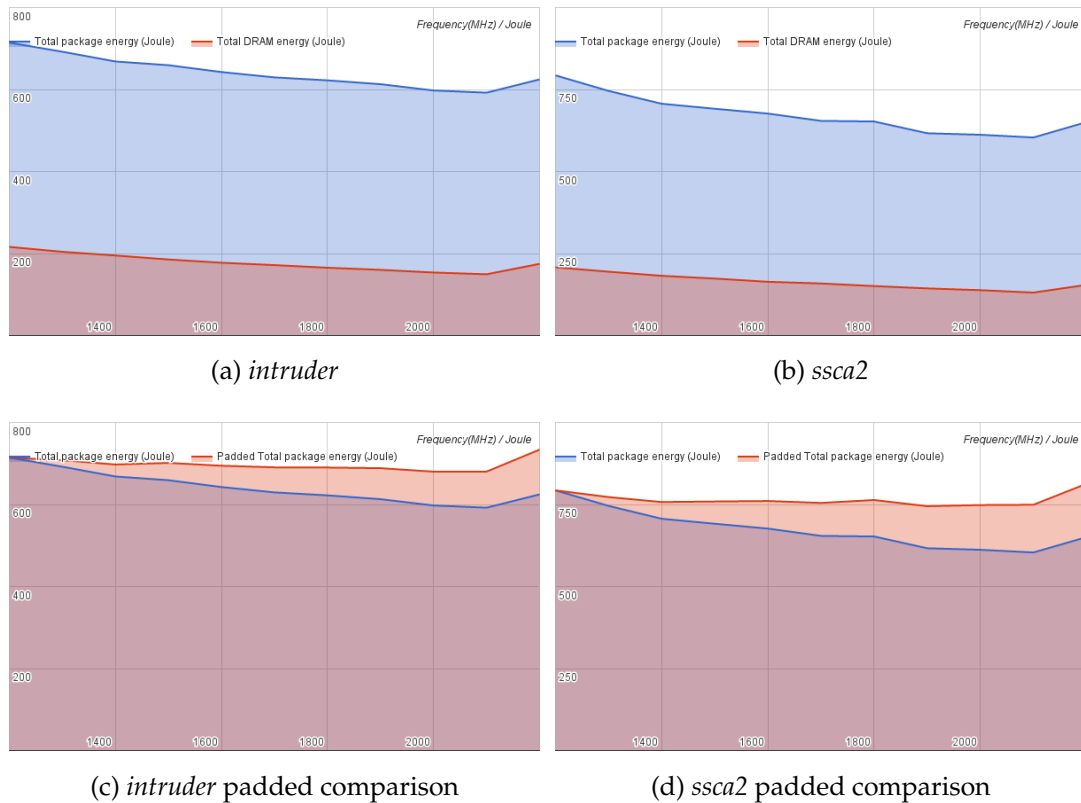 800
Frequency(MHz) / Joule
Total package energy (Joule) Total DRAM energy (Joule)
600
400
200
1400 1600 1800 2000
(a) intruder
Frequency(MHz) / Joule
Total package energy (Joule) Total DRAM energy (Joule)
750
500
250
1400 1600 1800 2000
(b) ssca2
800
Frequency(MHz) / Joule
Total package energy (Joule) Padded Total package energy (Joule)
600
400
200
1400 1600 1800 2000
(c) intruder padded comparison
Frequency(MHz) / Joule
Total package energy (Joule) Padded Total package energy (Joule)
750
500
250
1400 1600 1800 2000
(d) ssca2 padded comparison